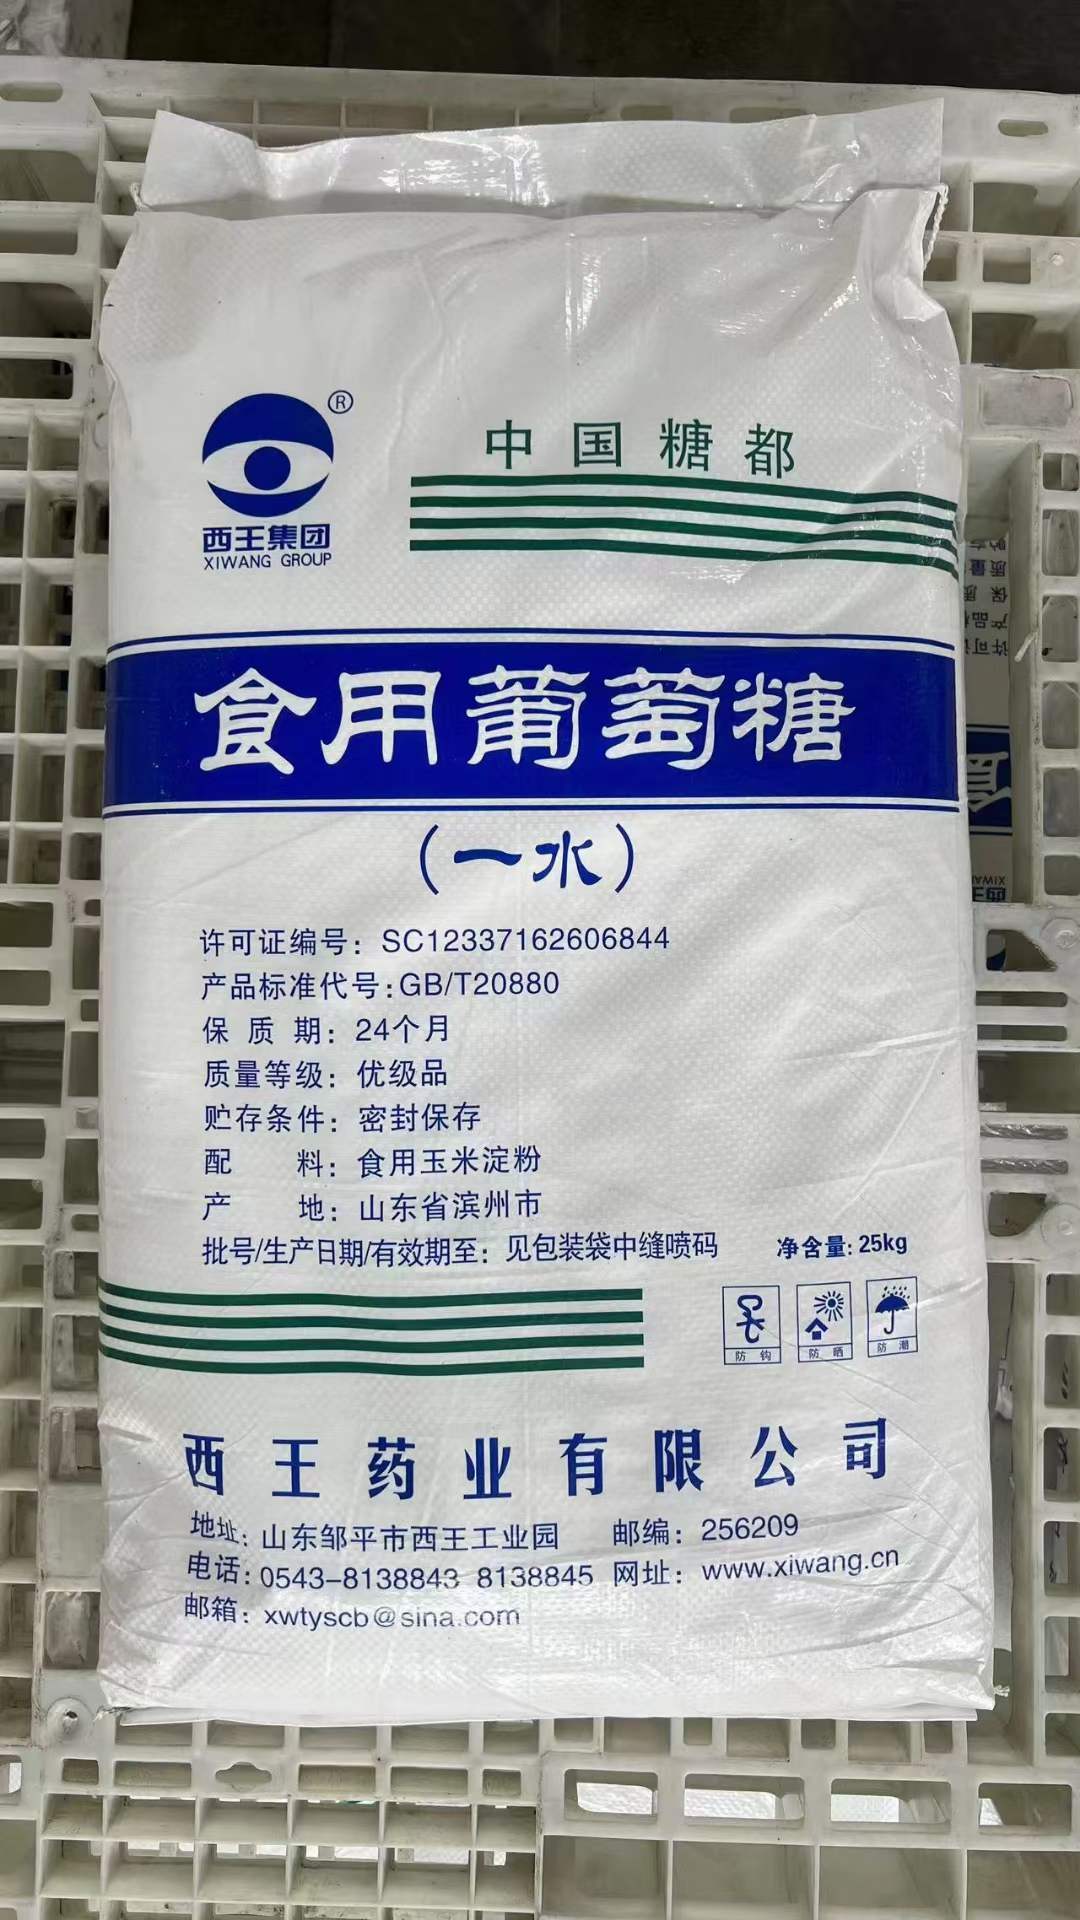 ®
中国糖都
西王集团
XIWANG GROUP
食用葡萄糖
（一水）
许可证编号：SC12337162606844
产品标准代号:GB/T20880
保质期：24个月
质量等级：优级品
贮存条件：密封保存
配料：食用玉米淀粉
产地：山东省滨州市
批号/生产日期/有效期至：见包装袋中缝喷码
净含量: 25kg
防钩
防晒
防潮
西王药业有限公司
地址：山东邹平市西王工业园 邮编：256209
电话：0543-8138843 8138845 网址：www.xiwang.cn
邮箱：xwtyscb@sina.com